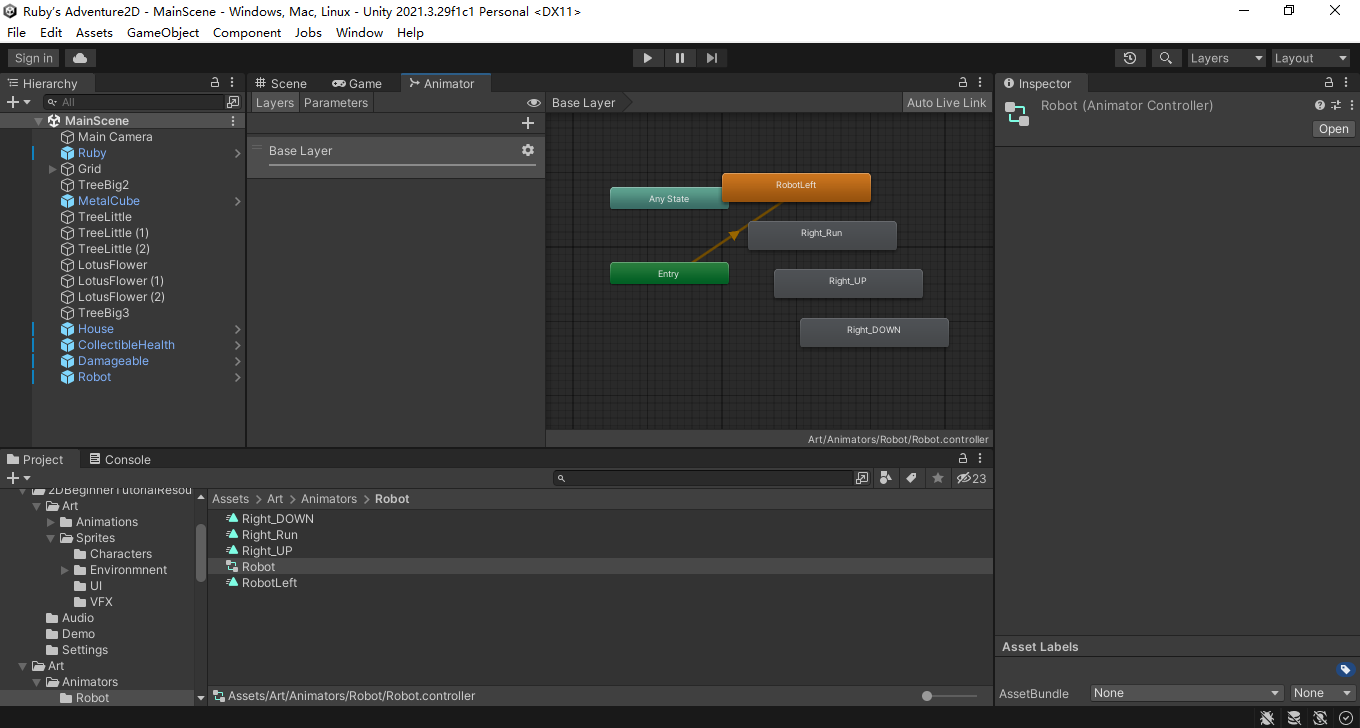 Ruby's Adventure2D - MainScene - Windows, Mac, Linux - Unity 2021.3.29f1c1 Personal <DX11>
File Edit Assets GameObject Component Jobs Window Help
Sign in
Layers
Layout
Hierarchy
All
MainScene
Main Camera
Ruby
Grid
TreeBig2
MetalCube
TreeLittle
TreeLittle (1)
TreeLittle (2)
LotusFlower
LotusFlower (1)
LotusFlower (2)
TreeBig3
House
CollectibleHealth
Damageable
Robot
Scene Game Animator
Layers Parameters
Base Layer
Base Layer
Auto Live Link
RobotLeft
Any State
Right_Run
Entry
Right_UP
Right_DOWN
Art/Animators/Robot/Robot.controller
Inspector
Robot (Animator Controller)
Open
Asset Labels
AssetBundle None None
Project Console
23
2DBeginnerTutorialResou
Art
Animations
Sprites
Characters
Environmnent
UI
VFX
Audio
Demo
Settings
Art
Animators
Robot
Assets > Art > Animators > Robot
Right_DOWN
Right_Run
Right_UP
Robot
RobotLeft
Assets/Art/Animators/Robot/Robot.controller